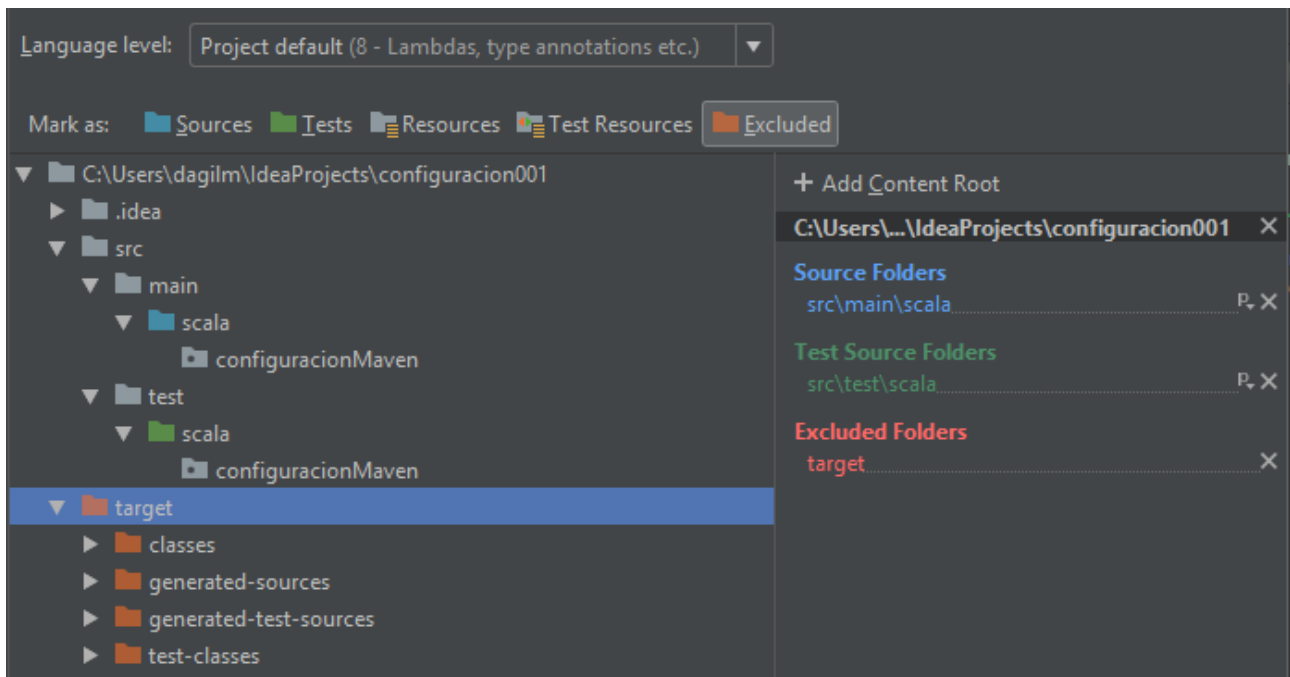 Language level: Project default (8 - Lambdas, type annotations etc.)
Mark as: Sources Tests Resources Test Resources Excluded
C:\Users\dagilm\IdeaProjects\configuracion001
.idea
src
main
scala
configuracionMaven
test
scala
configuracionMaven
target
classes
generated-sources
generated-test-sources
test-classes
+ Add Content Root
C:\Users\...\IdeaProjects\configuracion001
Source Folders
src\main\scala
Test Source Folders
src\test\scala
Excluded Folders
target